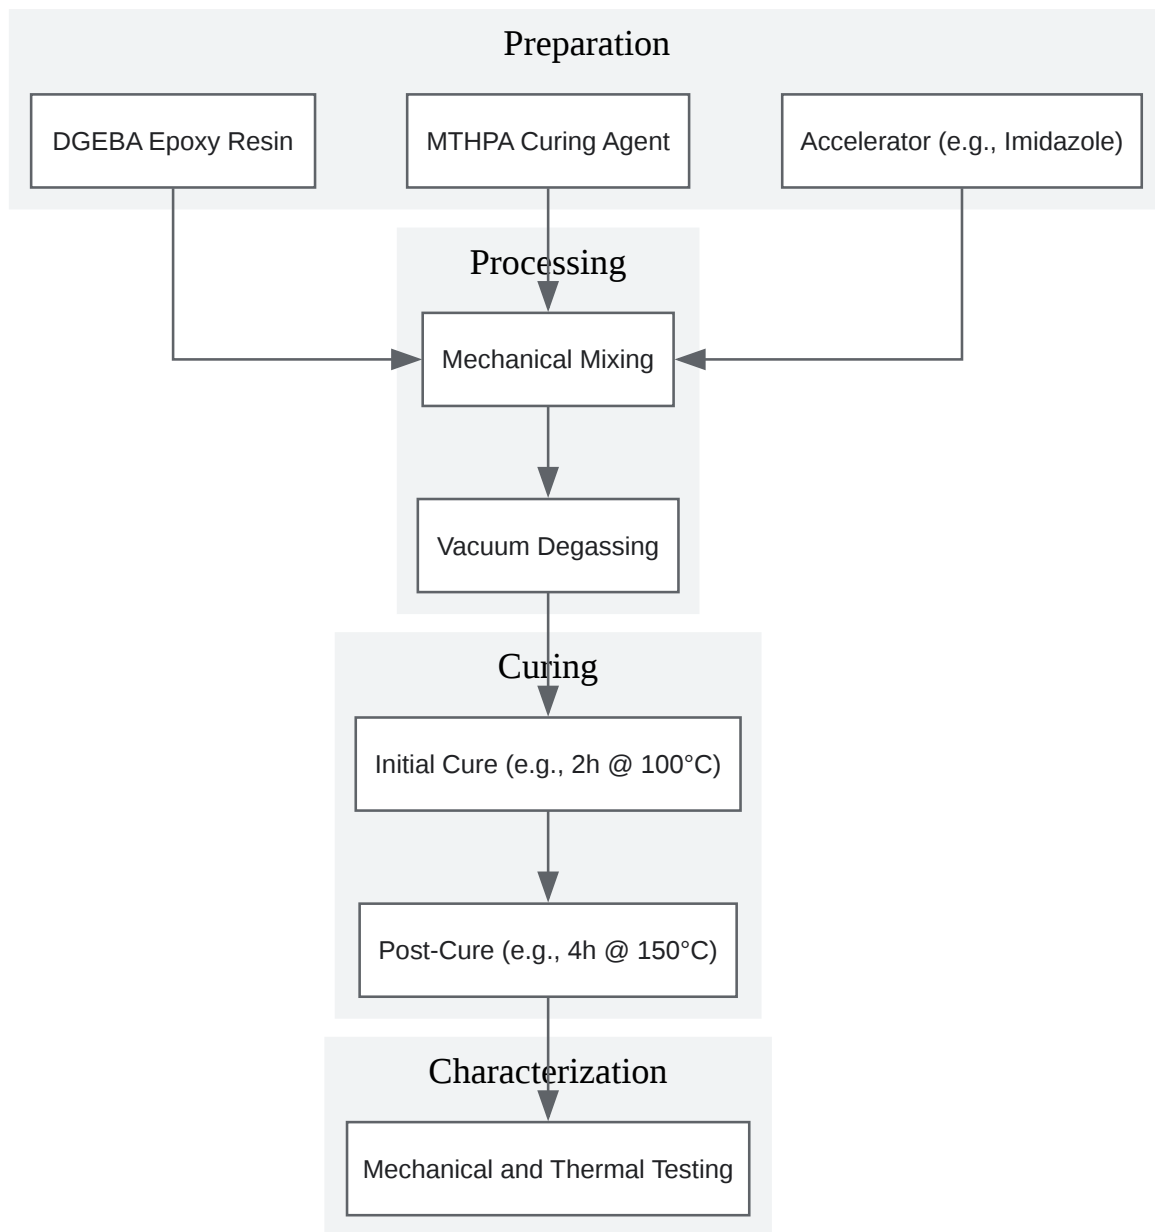 Preparation
DGEBA Epoxy Resin
MTHPA Curing Agent
Accelerator (e.g., Imidazole)
Processing
Mechanical Mixing
Vacuum Degassing
Curing
Initial Cure (e.g., 2h @ 100°C)
Post-Cure (e.g., 4h @ 150°C)
Characterization
Mechanical and Thermal Testing